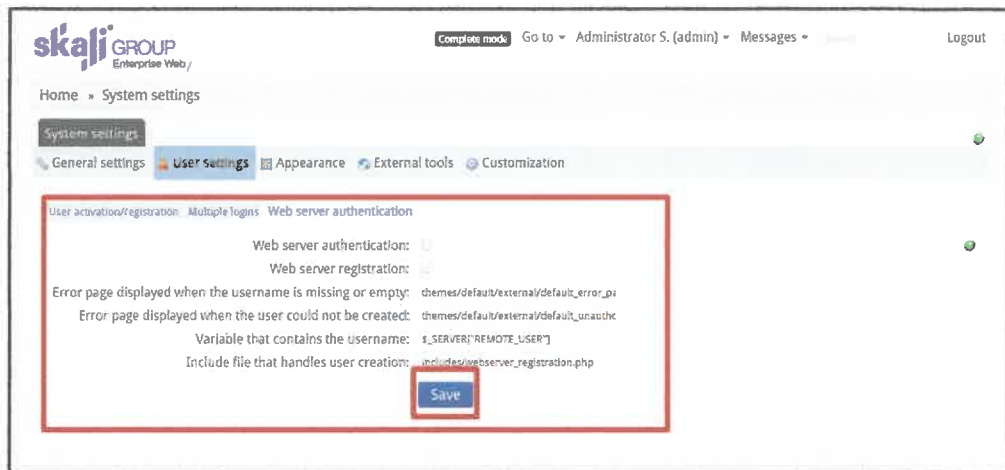 skali GROUP
Enterprise Web/
Complete mode Go to Administrator S. (admin) Messages Logout
Home » System settings
System settings
General settings User settings Appearance External tools Customization
User activation/registration Multiple logins Web server authentication
Web server authentication:
Web server registration:
Error page displayed when the username is missing or empty: themes/default/external/default_error_pa
Error page displayed when the user could not be created: themes/default/external/default_unauthc
Variable that contains the username: $_SERVER["REMOTE_USER"]
Include file that handles user creation: includes/webserver_registration.php
Save